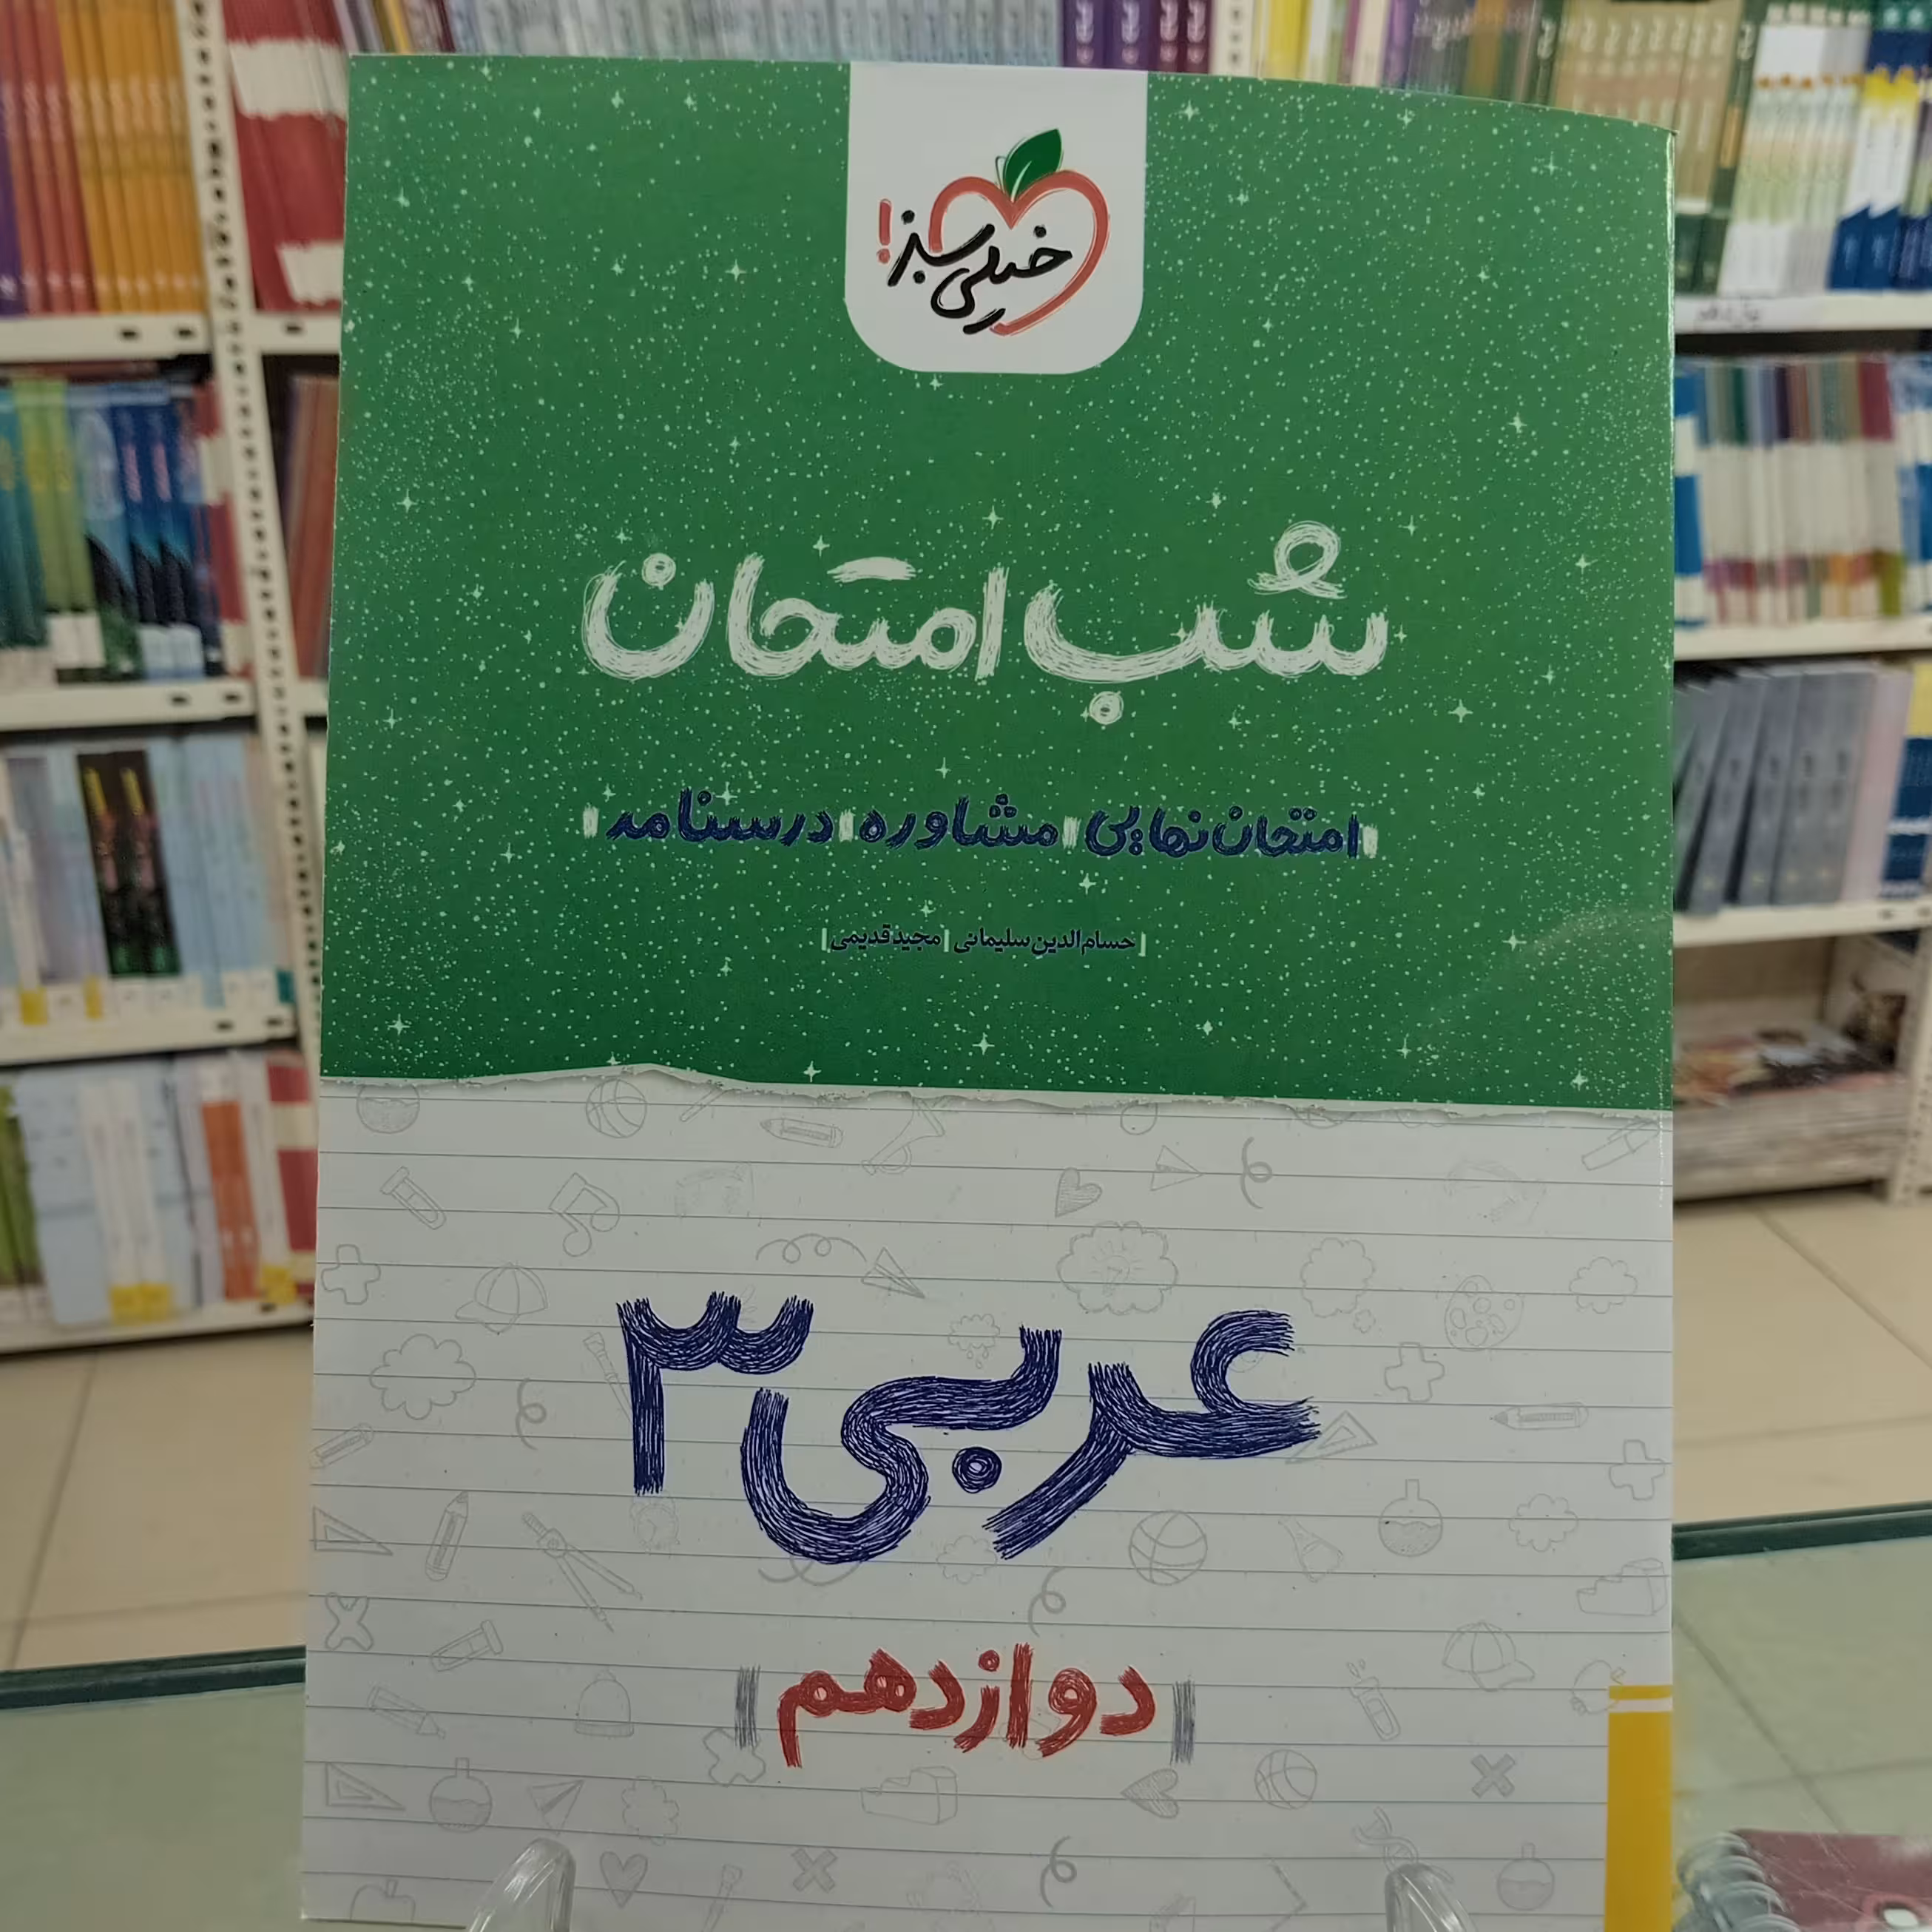 خیلی سبز!
شب امتحان
| امتحان نهایی | مشاوره | درسنامه |
| حسام‌الدین سلیمانی | مجید قدیمی |
عربی ۳
| دوازدهم |